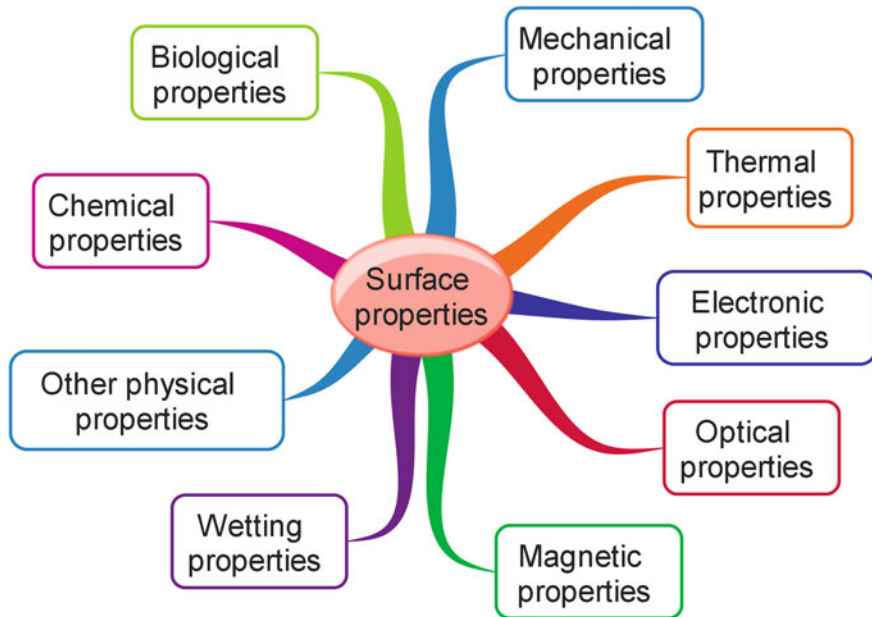 Biological
properties
Mechanical
properties
Thermal
properties
Chemical
properties
Surface
properties
Electronic
properties
Other physical
properties
Optical
properties
Wetting
properties
Magnetic
properties